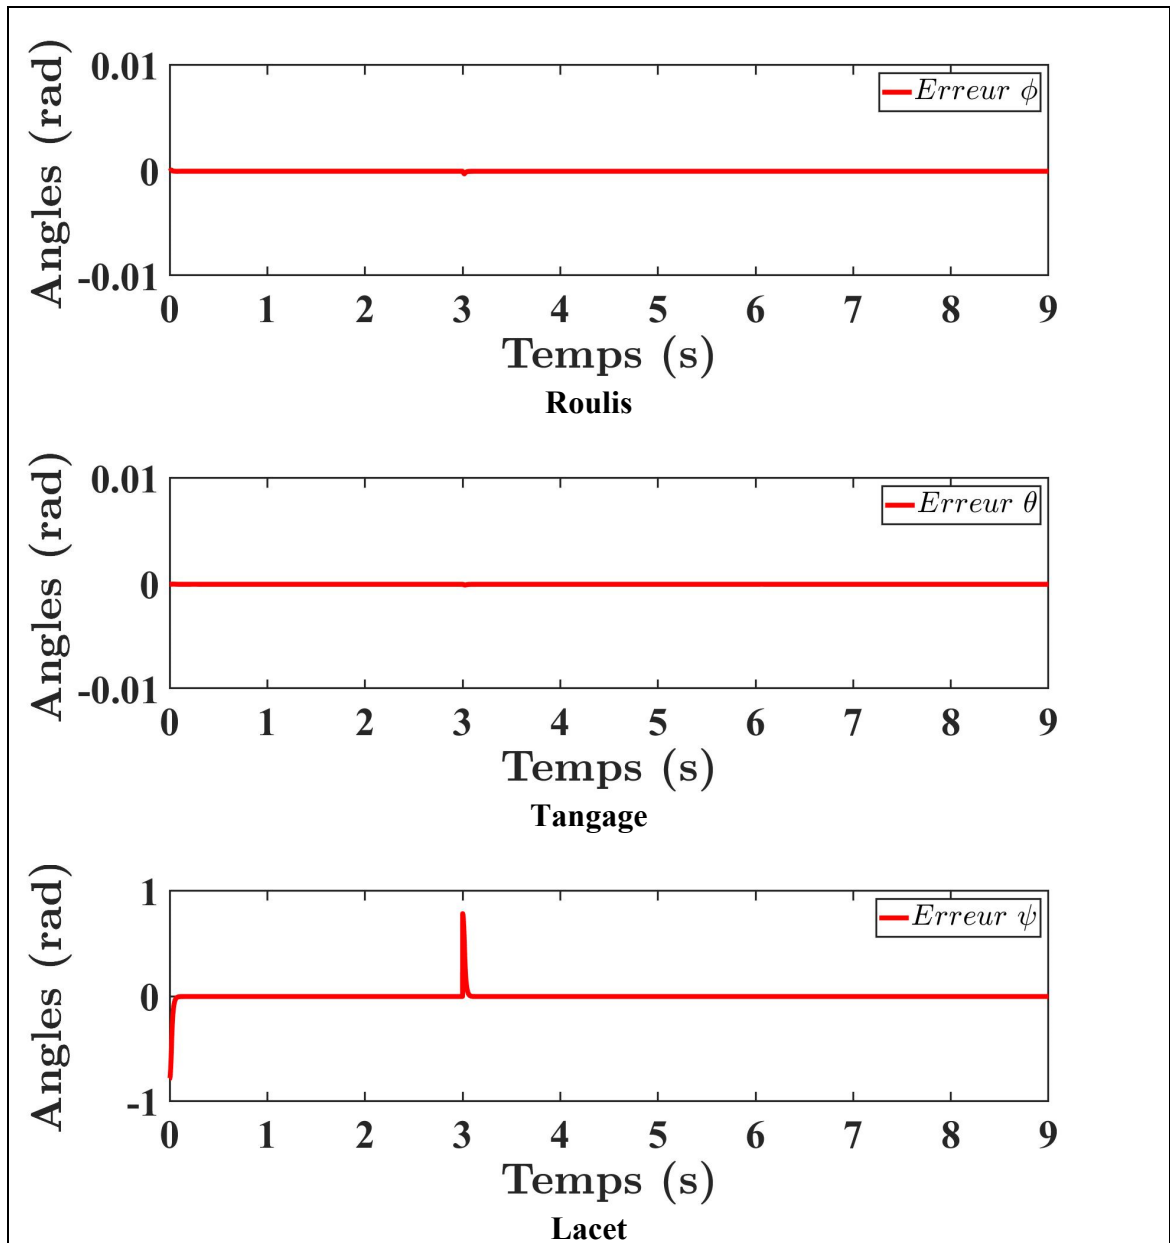 Angles (rad)
0.01
0
-0.01
Erreur ϕ
0 1 2 3 4 5 6 7 8 9
Temps (s)
Roulis
Angles (rad)
0.01
0
-0.01
Erreur θ
0 1 2 3 4 5 6 7 8 9
Temps (s)
Tangage
Angles (rad)
1
0
-1
Erreur ψ
0 1 2 3 4 5 6 7 8 9
Temps (s)
Lacet